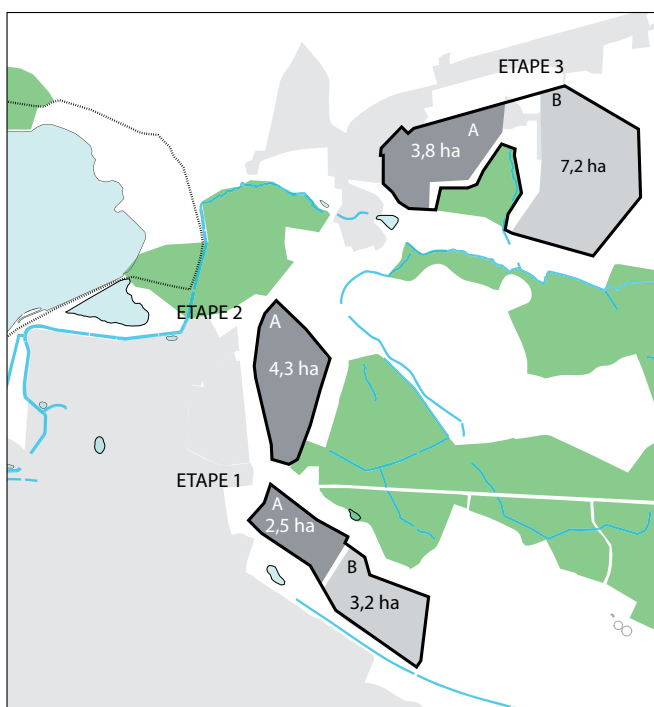 ETAPE 3
B
A
3,8 ha
7,2 ha
ETAPE 2
A
4,3 ha
ETAPE 1
A
2,5 ha
B
3,2 ha